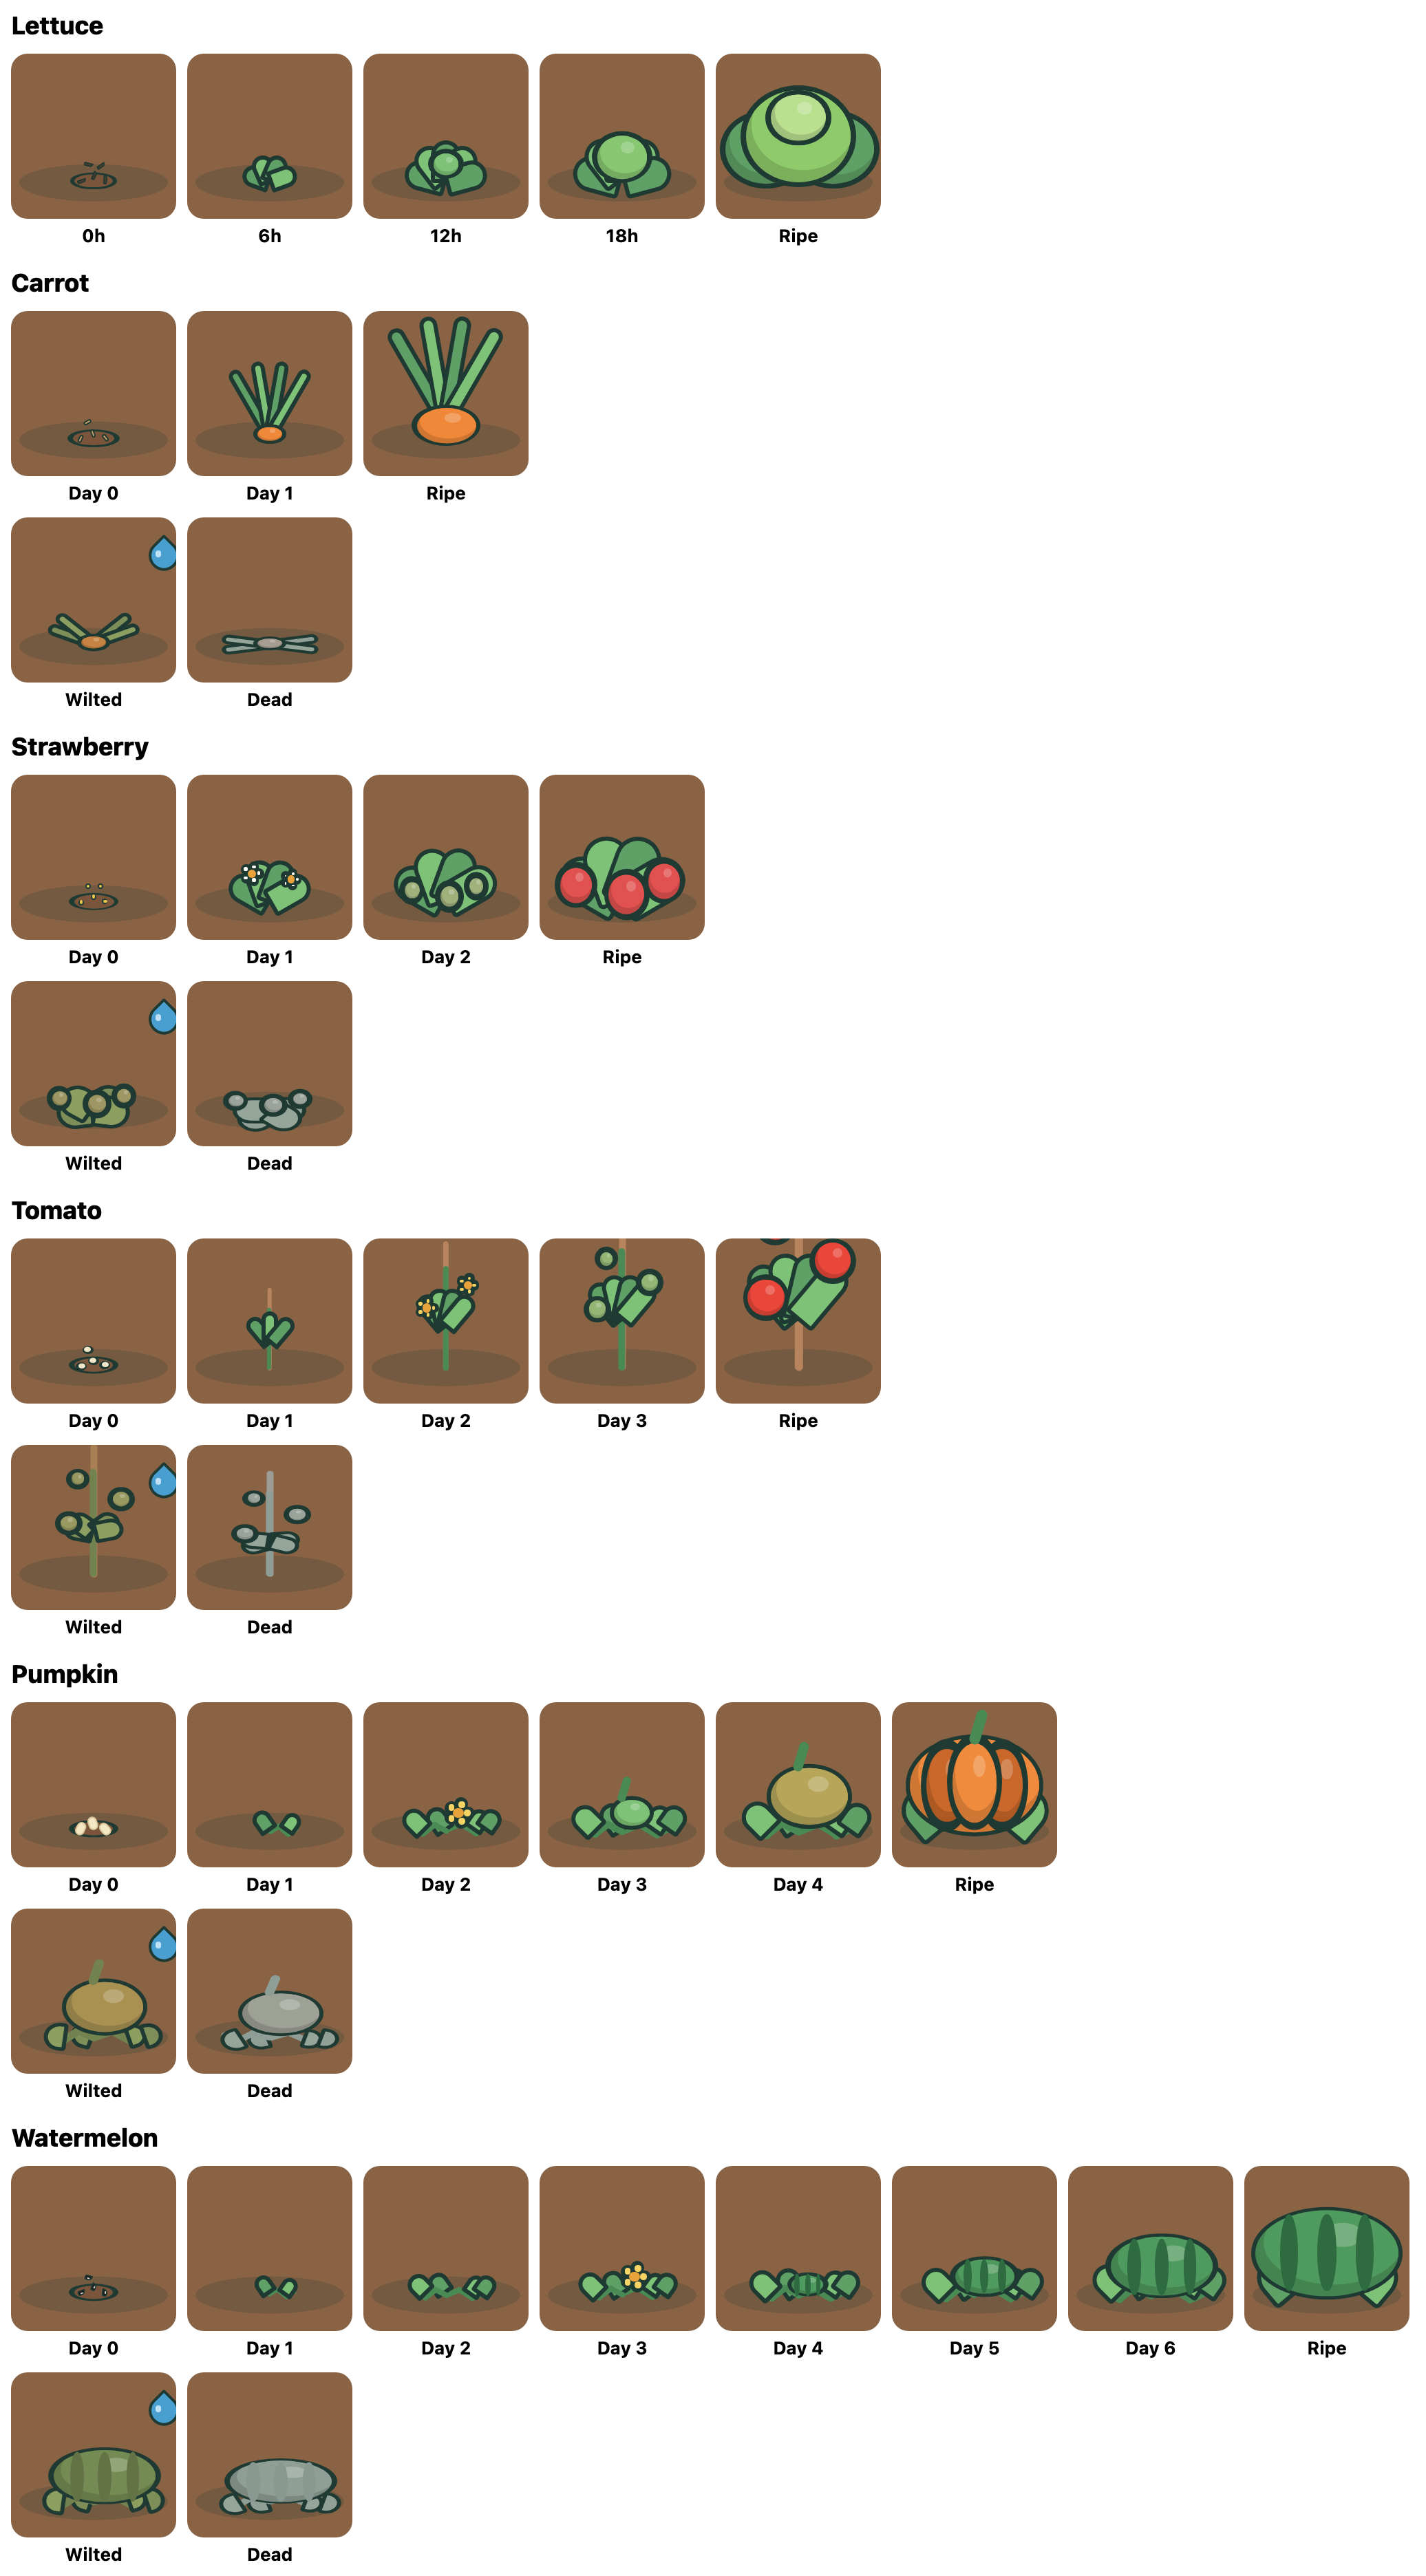 Lettuce
0h 6h 12h 18h Ripe
Carrot
Day 0 Day 1 Ripe
Wilted Dead
Strawberry
Day 0 Day 1 Day 2 Ripe
Wilted Dead
Tomato
Day 0 Day 1 Day 2 Day 3 Ripe
Wilted Dead
Pumpkin
Day 0 Day 1 Day 2 Day 3 Day 4 Ripe
Wilted Dead
Watermelon
Day 0 Day 1 Day 2 Day 3 Day 4 Day 5 Day 6 Ripe
Wilted Dead